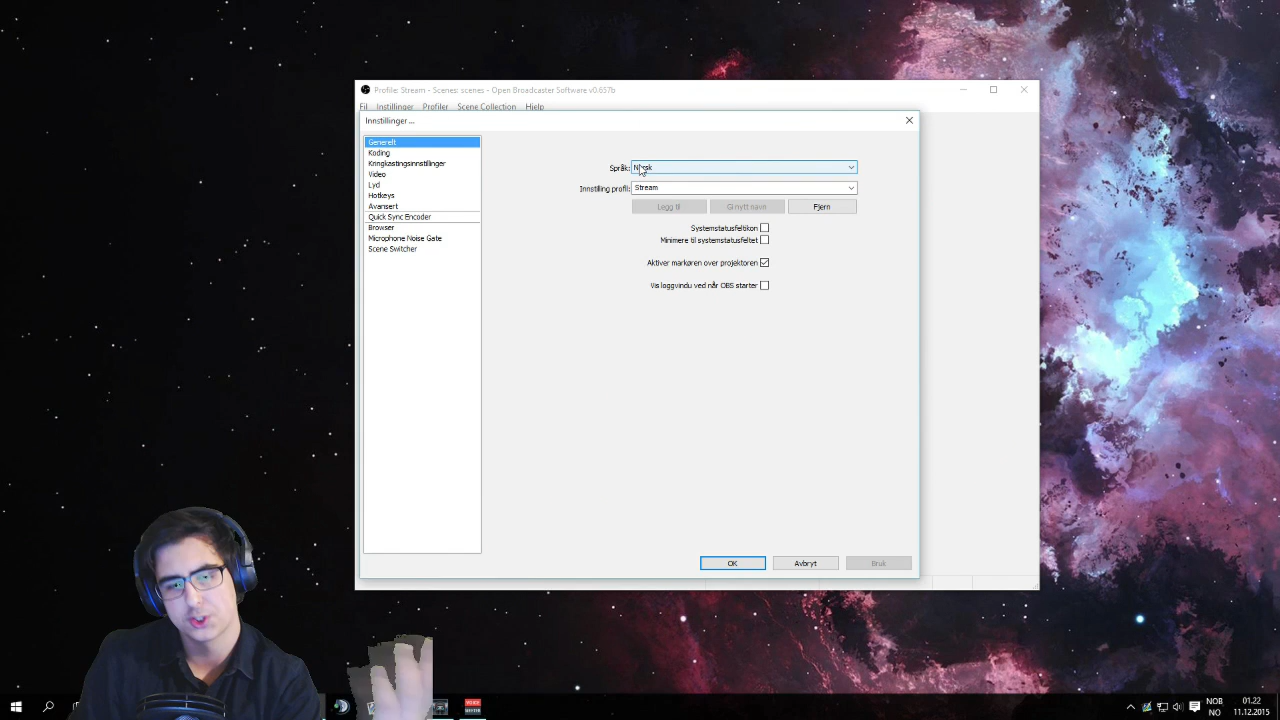 Profile: Stream - Scenes: scenes - Open Broadcaster Software v0.657b
Fil Instillinger Profiler Scene Collection Hjelp
Innstillinger ...
Generelt
Koding
Kringkastingsinnstillinger
Video
Lyd
Hotkeys
Avansert
Quick Sync Encoder
Browser
Microphone Noise Gate
Scene Switcher
Språk: Norsk
Innstilling profil: Stream
Legg til Gi nytt navn Fjern
Systemstatusfeltikon
Minimere til systemstatusfeltet
Aktiver markøren over projektoren
Vis loggvindu ved når OBS starter
OK Avbryt Bruk
VOICE
MEETER
NOB
NO
01.22
11.12.2015